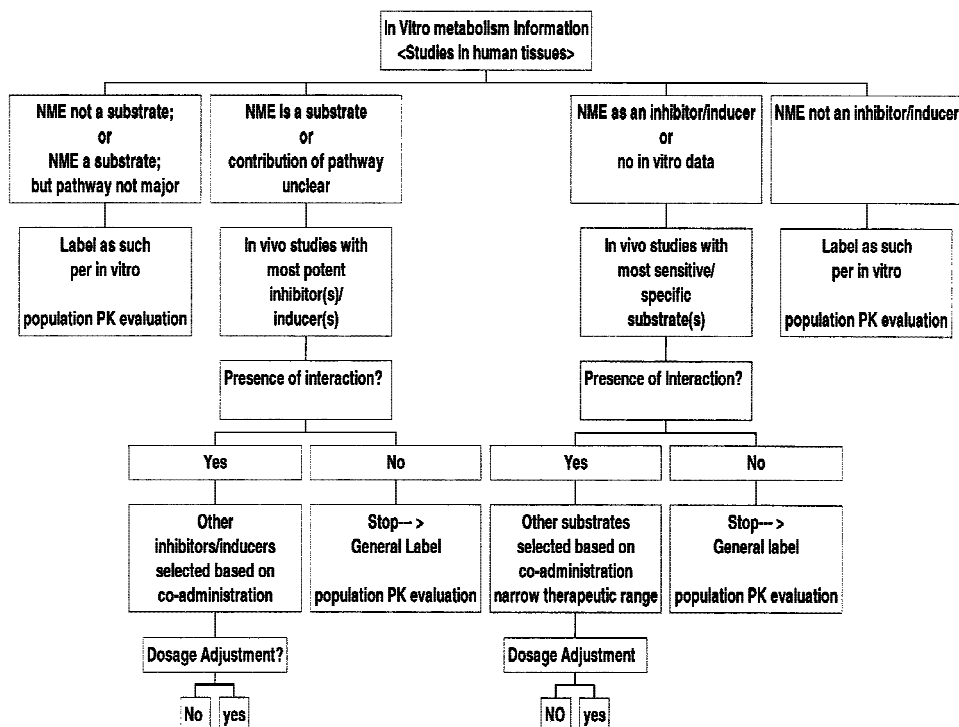 In Vitro metabolism Information
<Studies in human tissues>
NME not a substrate;
or
NME a substrate;
but pathway not major
NME is a substrate
or
contribution of pathway
unclear
NME as an inhibitor/inducer
or
no in vitro data
NME not an inhibitor/inducer
Label as such
per in vitro
population PK evaluation
In vivo studies with
most potent
inhibitor(s)/
inducer(s)
In vivo studies with
most sensitive/
specific
substrate(s)
Label as such
per in vitro
population PK evaluation
Presence of interaction?
Presence of Interaction?
Yes
No
Yes
No
Other
inhibitors/inducers
selected based on
co-administration
Stop--- >
General Label
population PK evaluation
Other substrates
selected based on
co-administration
narrow therapeutic range
Stop--- >
General label
population PK evaluation
Dosage Adjustment?
Dosage Adjustment
No
yes
NO
yes